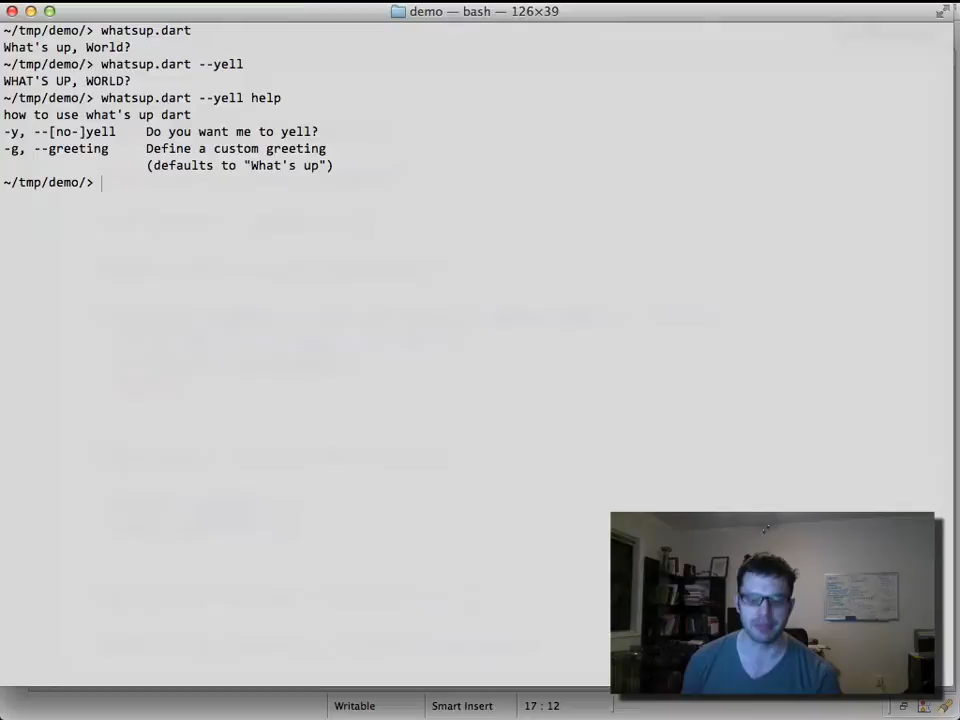 demo — bash — 126×39
~/tmp/demo/> whatsup.dart
What's up, World?
~/tmp/demo/> whatsup.dart --yell
WHAT'S UP, WORLD?
~/tmp/demo/> whatsup.dart --yell help
how to use what's up dart
-y, --[no-]yell    Do you want me to yell?
-g, --greeting     Define a custom greeting
(defaults to "What's up")
~/tmp/demo/>
Writable    Smart Insert    17 : 12